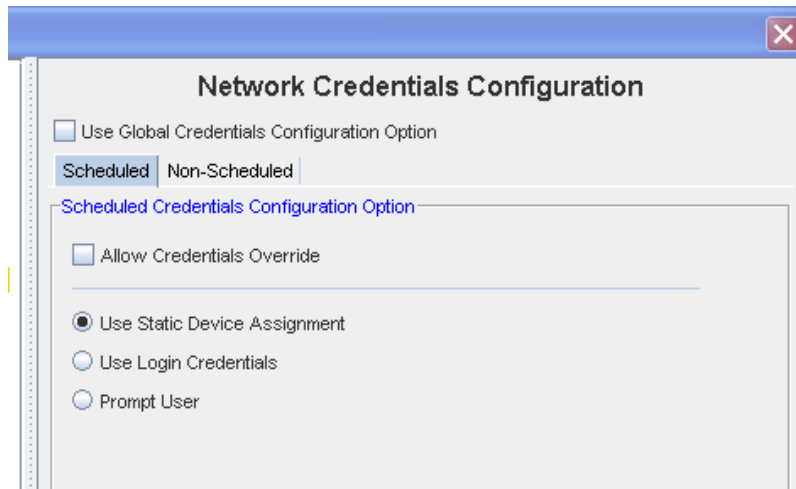 Network Credentials Configuration
Use Global Credentials Configuration Option
Scheduled Non-Scheduled
Scheduled Credentials Configuration Option
Allow Credentials Override
Use Static Device Assignment
Use Login Credentials
Prompt User